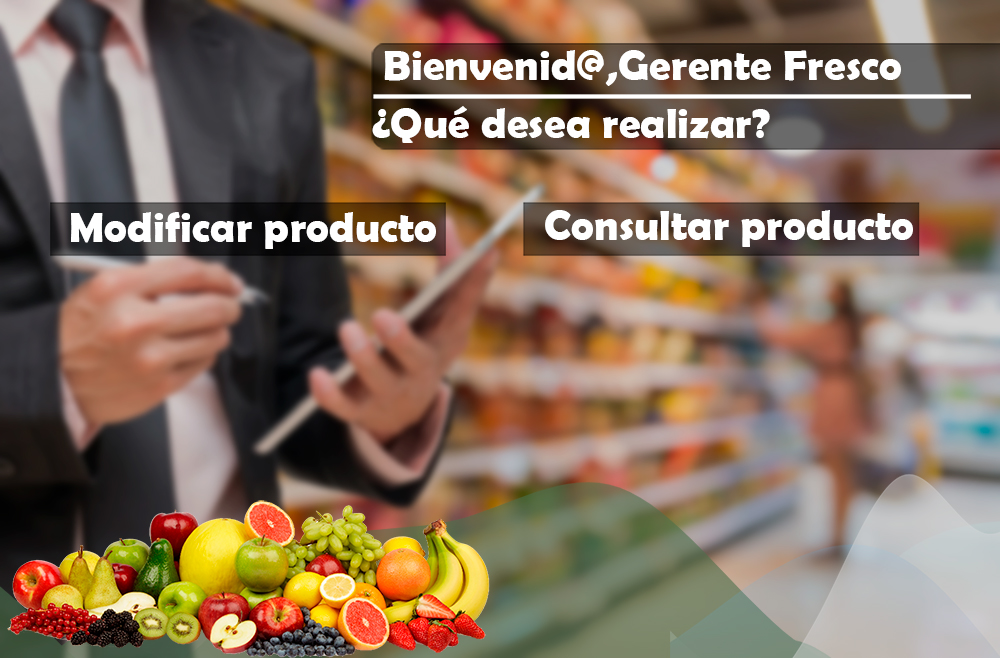 Bienvenid@,Gerente Fresco
¿Qué desea realizar?
Modificar producto
Consultar producto